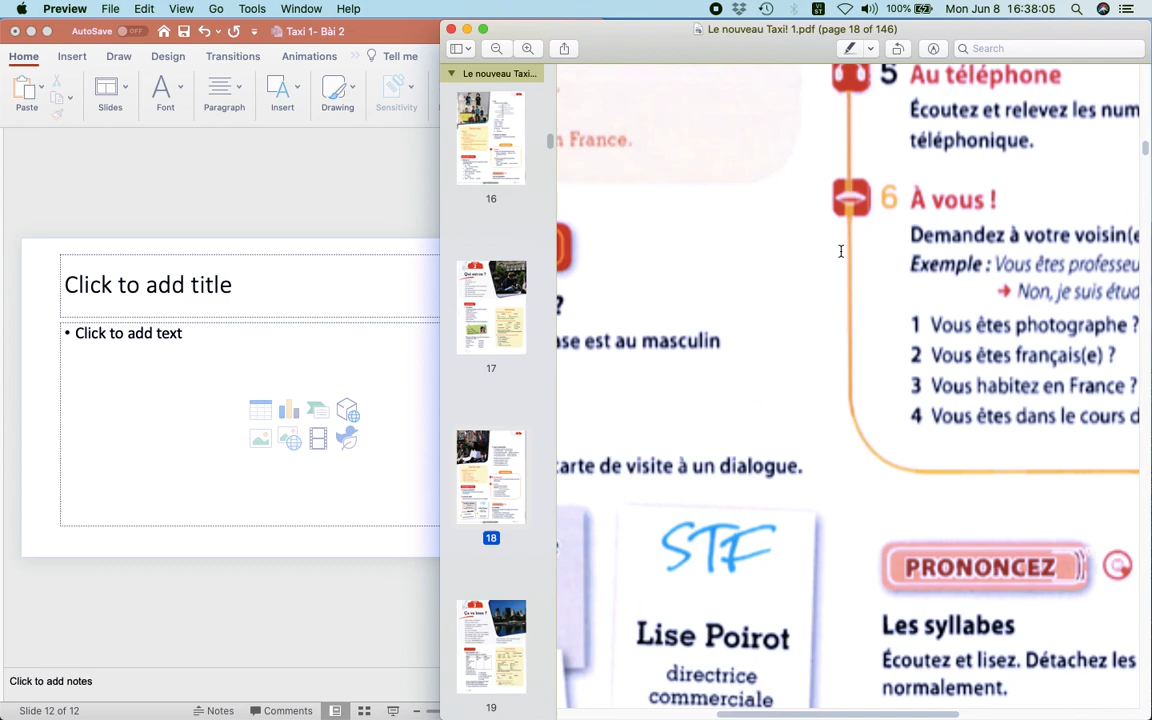 Preview File Edit View Go Tools Window Help
VI
ST
100%
Mon Jun 8 16:38:05
AutoSave OFF
Taxi 1- Bài 2
Home Insert Draw Design Transitions Animations >> Tell me
Paste
Slides
Font
Paragraph
Insert
Drawing
Sensitivity
Click to add title
• Click to add text
Click to add notes
Slide 12 of 12
Notes
Comments
Le nouveau Taxi! 1.pdf (page 18 of 146)
Search
Le nouveau Taxi...
16
17
18
19
n France.
?
ase est au masculin
carte de visite à un dialogue.
STF
Lise Poirot
directrice
commerciale
5 Au téléphone
Écoutez et relevez les num
téléphonique.
6 À vous !
Demandez à votre voisin(e
Exemple : Vous êtes professeu
→ Non, je suis étud
1 Vous êtes photographe ?
2 Vous êtes français(e) ?
3 Vous habitez en France ?
4 Vous êtes dans le cours d
PRONONCEZ
Les syllabes
Écoutez et lisez. Détachez les
normalement.